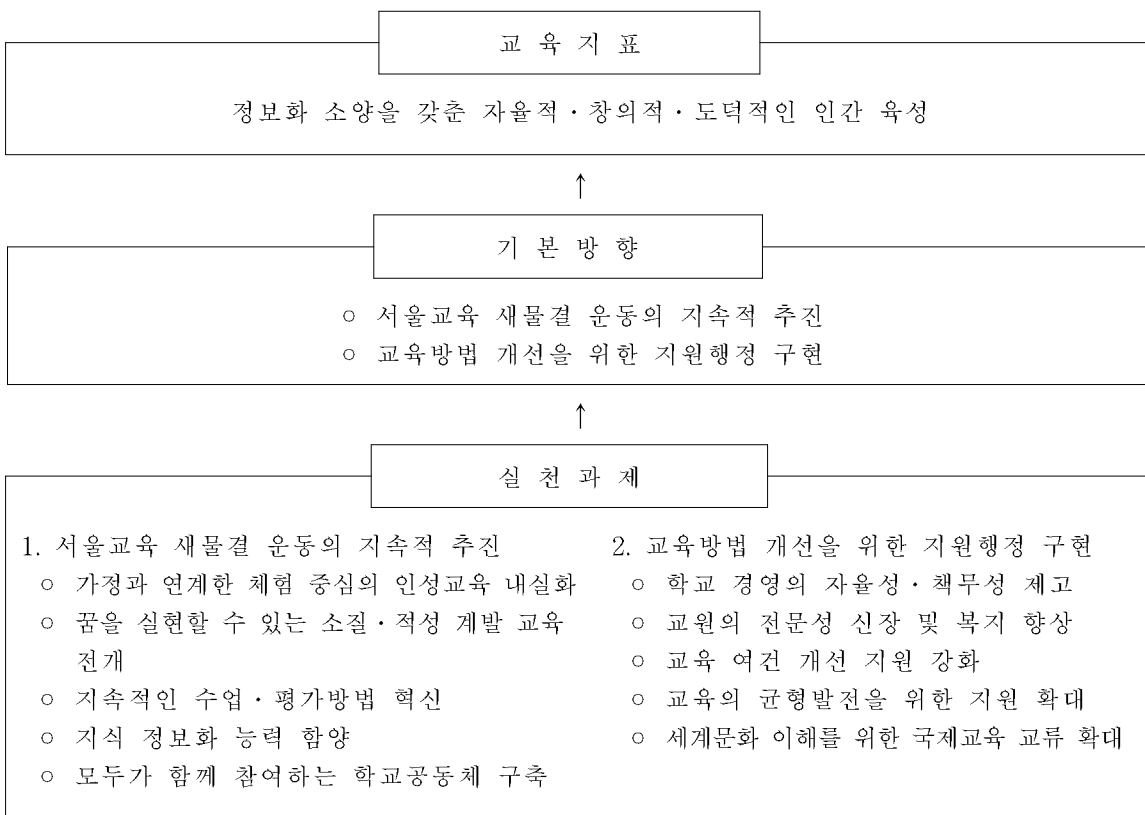 교 육 지 표
정보화 소양을 갖춘 자율적·창의적·도덕적인 인간 육성
↑
기 본 방 향
○ 서울교육 새물결 운동의 지속적 추진
○ 교육방법 개선을 위한 지원행정 구현
↑
실 천 과 제
1. 서울교육 새물결 운동의 지속적 추진
○ 가정과 연계한 체험 중심의 인성교육 내실화
○ 꿈을 실현할 수 있는 소질·적성 계발 교육
전개
○ 지속적인 수업·평가방법 혁신
○ 지식 정보화 능력 함양
○ 모두가 함께 참여하는 학교공동체 구축
2. 교육방법 개선을 위한 지원행정 구현
○ 학교 경영의 자율성·책무성 제고
○ 교원의 전문성 신장 및 복지 향상
○ 교육 여건 개선 지원 강화
○ 교육의 균형발전을 위한 지원 확대
○ 세계문화 이해를 위한 국제교육 교류 확대